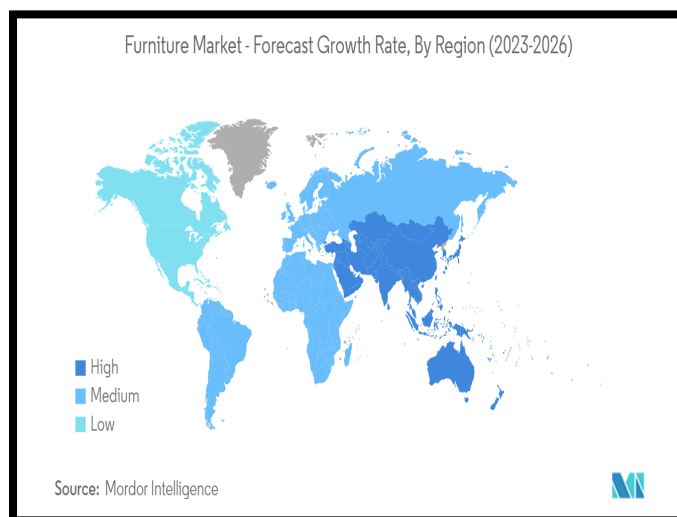 Furniture Market - Forecast Growth Rate, By Region (2023-2026)
High
Medium
Low
Source: Mordor Intelligence